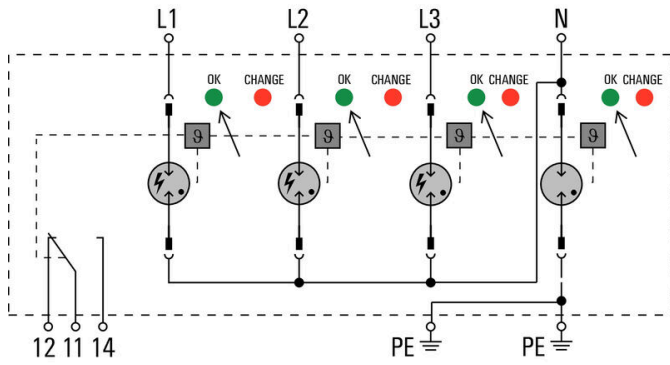 L1 L2 L3 N
OK CHANGE OK CHANGE OK CHANGE OK CHANGE
ϑ ϑ ϑ ϑ
12 11 14 PE PE